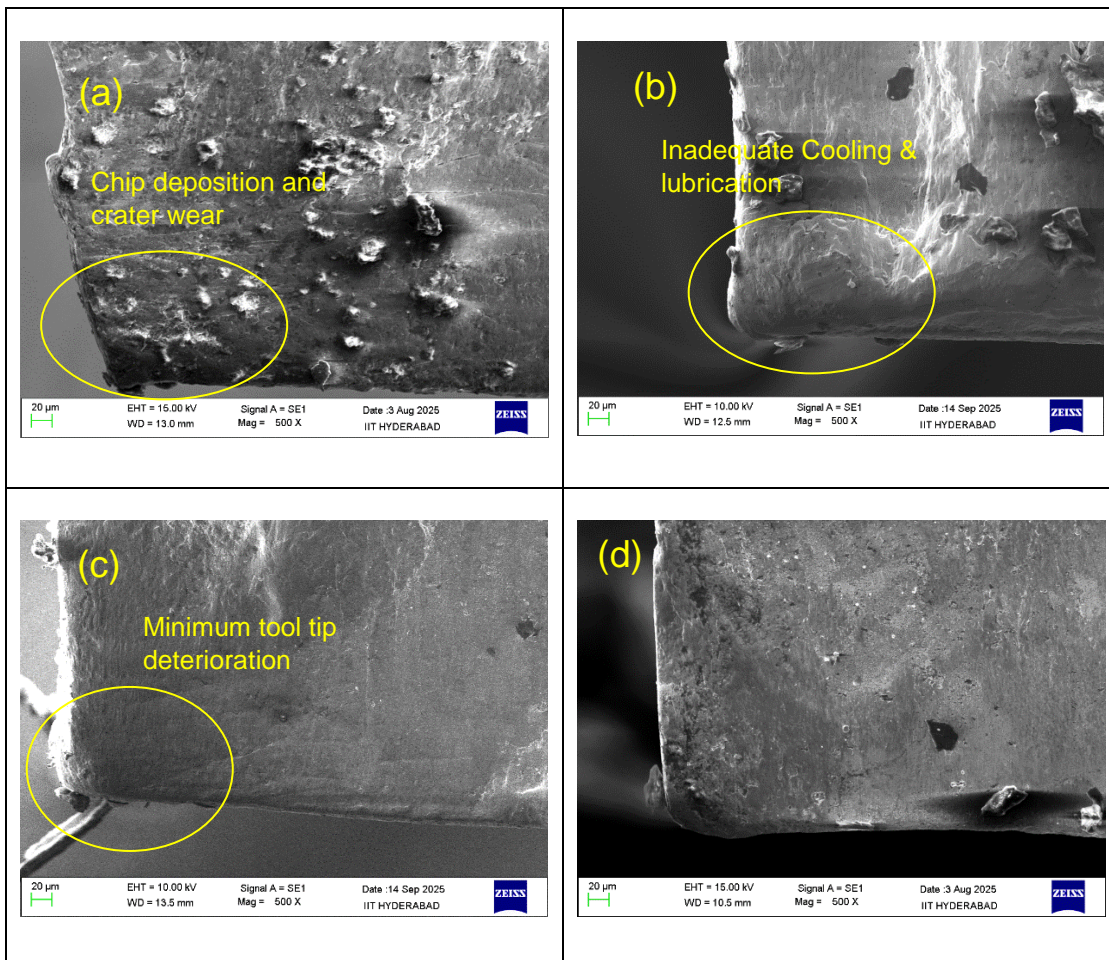 (a)
Chip deposition and
crater wear
20 µm
EHT = 15.00 kV
WD = 13.0 mm
Signal A = SE1
Mag = 500 X
Date :3 Aug 2025
IIT HYDERABAD
ZEISS
(b)
Inadequate Cooling &
lubrication
20 µm
EHT = 10.00 kV
WD = 12.5 mm
Signal A = SE1
Mag = 500 X
Date :14 Sep 2025
IIT HYDERABAD
ZEISS
(c)
Minimum tool tip
deterioration
20 µm
EHT = 10.00 kV
WD = 13.5 mm
Signal A = SE1
Mag = 500 X
Date :14 Sep 2025
IIT HYDERABAD
ZEISS
(d)
20 µm
EHT = 15.00 kV
WD = 10.5 mm
Signal A = SE1
Mag = 500 X
Date :3 Aug 2025
IIT HYDERABAD
ZEISS